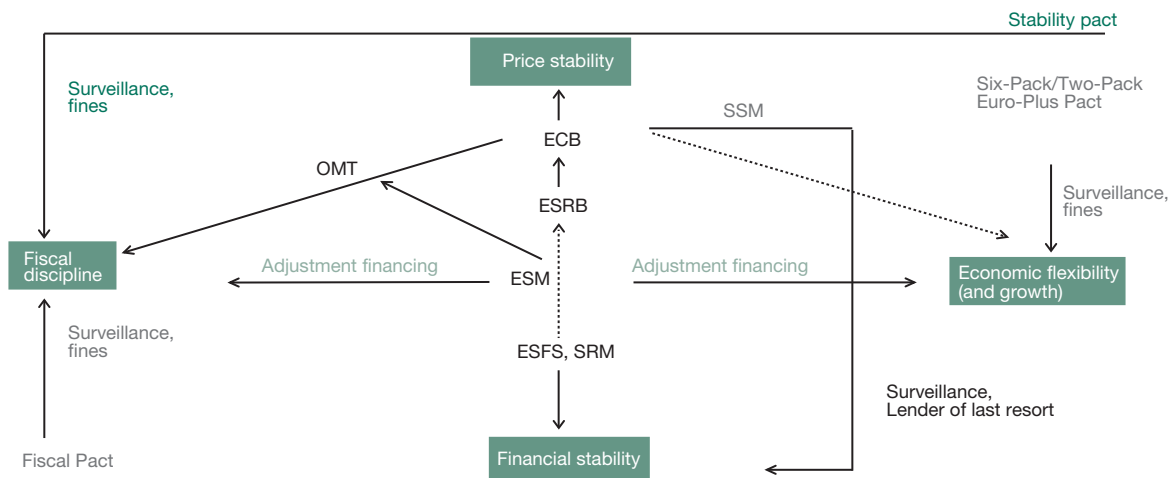 Stability pact
Price stability
Surveillance,
fines
Six-Pack/Two-Pack
Euro-Plus Pact
SSM
ECB
OMT
Surveillance,
fines
ESRB
Fiscal
discipline
Adjustment financing
ESM
Adjustment financing
Economic flexibility
(and growth)
Surveillance,
fines
ESFS, SRM
Surveillance,
Lender of last resort
Fiscal Pact
Financial stability